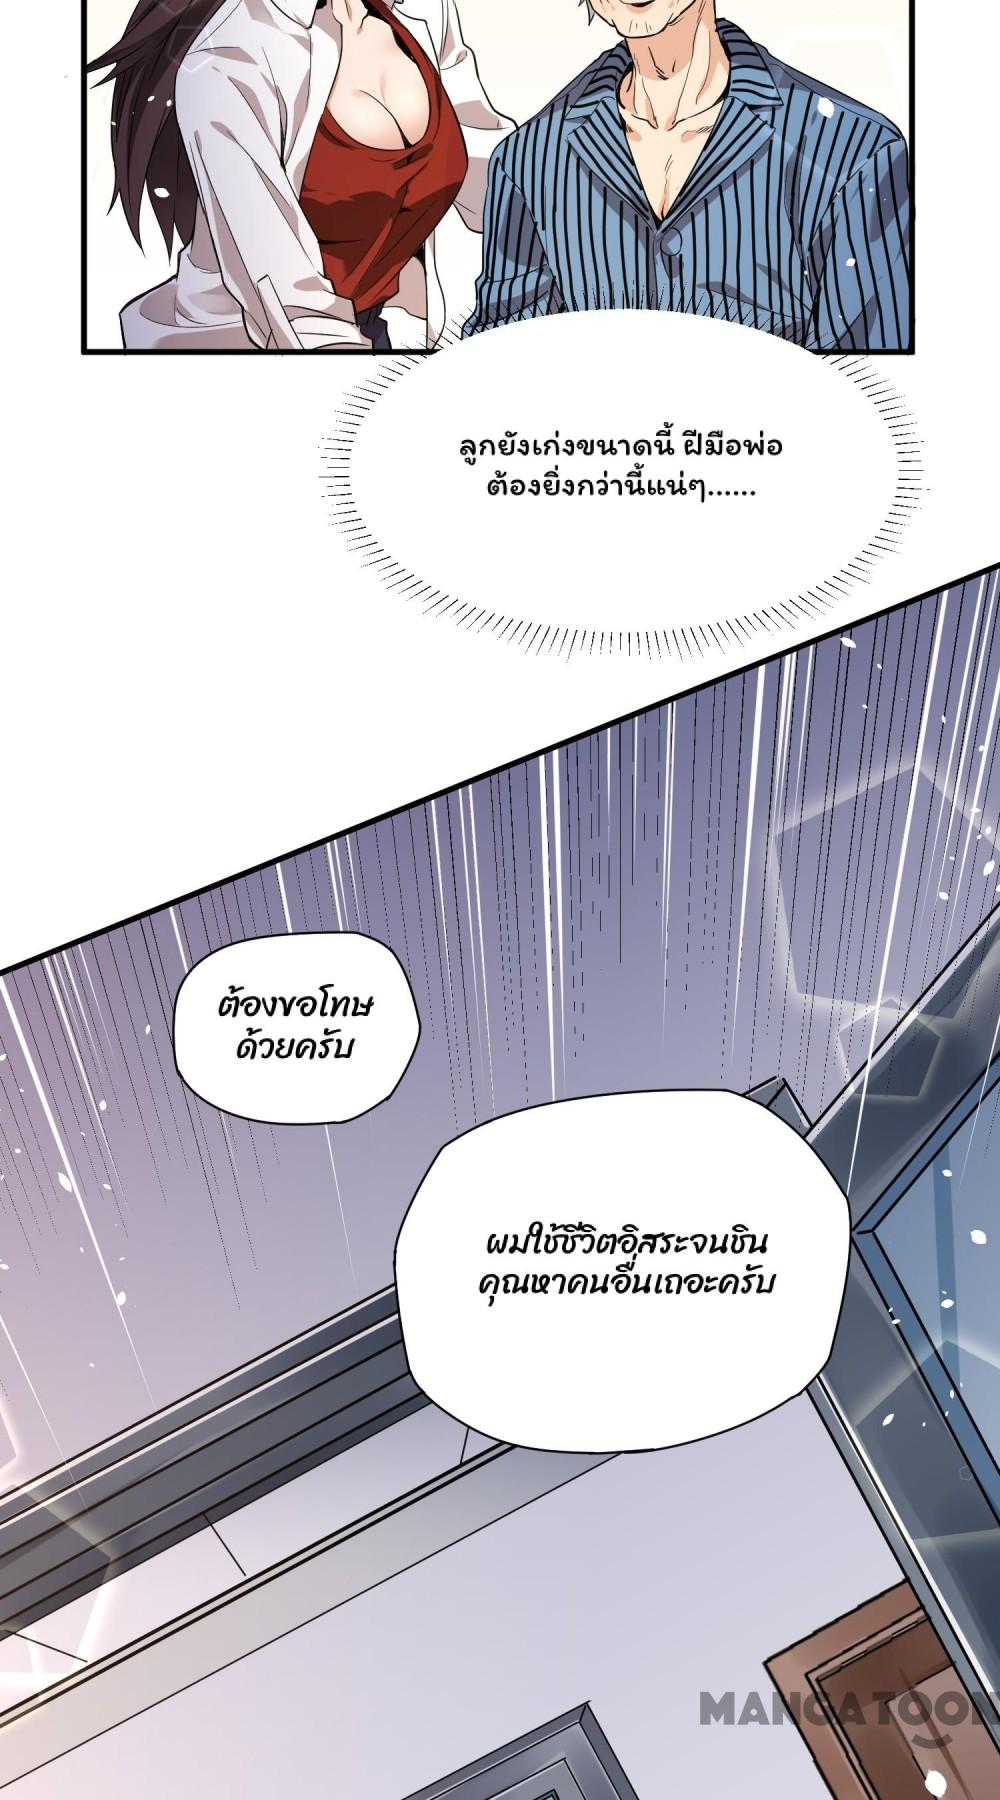 ลูกยังเก่งขนาดนี้ ฝีมือพ่อ
ต้องยิ่งกว่านี้แน่ๆ......
ต้องขอโทษ
ด้วยครับ
ผมใช้ชีวิตอิสระจนชิน
คุณหาคนอื่นเถอะครับ
MANGATOON